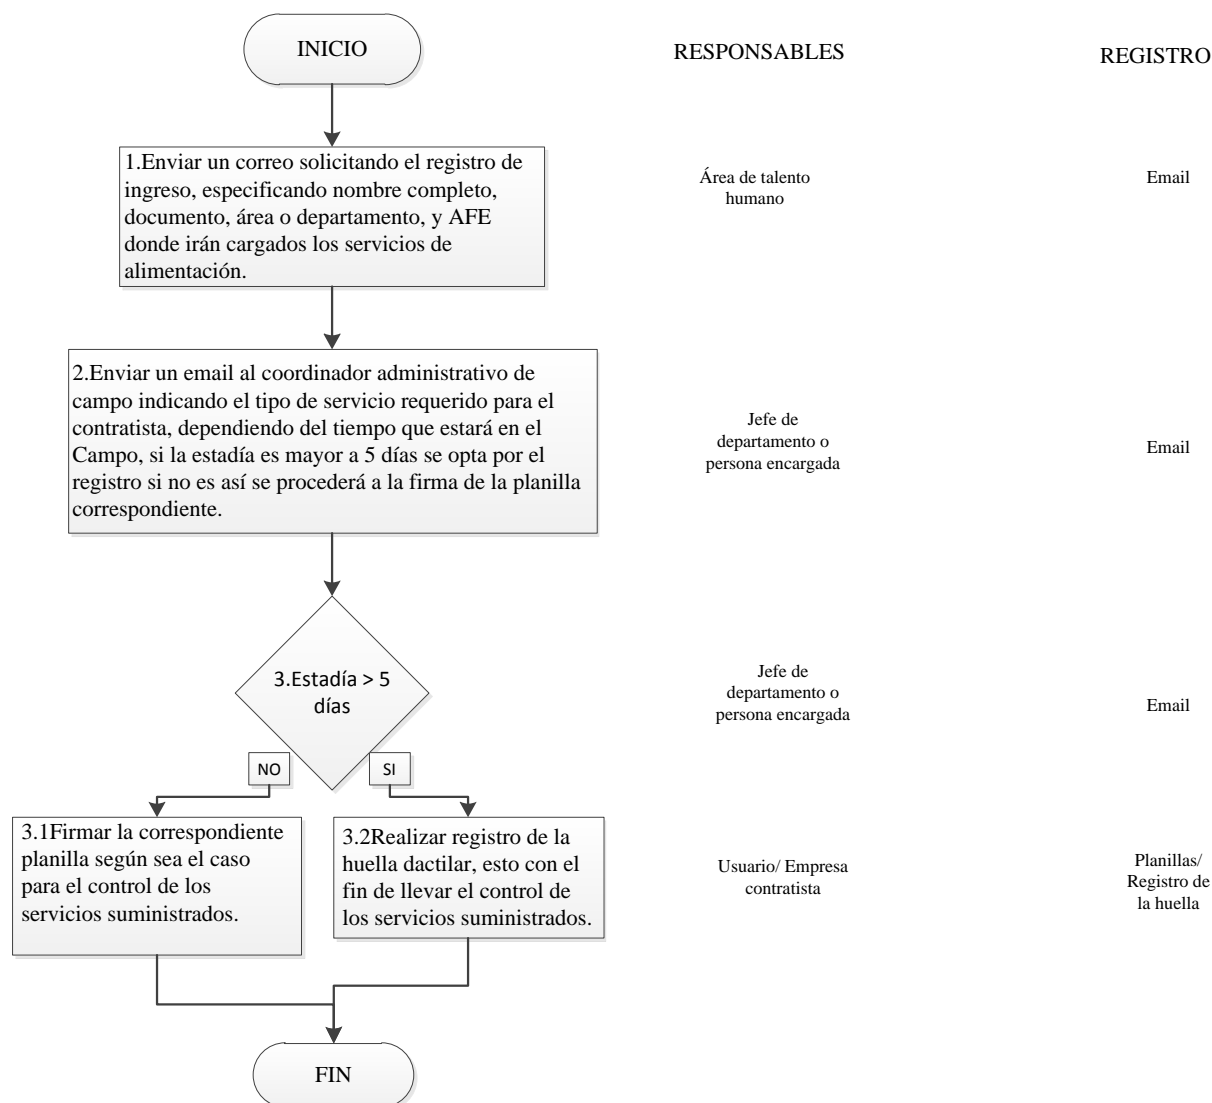 INICIO
RESPONSABLES
REGISTRO
1.Enviar un correo solicitando el registro de
ingreso, especificando nombre completo,
documento, área o departamento, y AFE
donde irán cargados los servicios de
alimentación.
Área de talento
humano
Email
2.Enviar un email al coordinador administrativo de
campo indicando el tipo de servicio requerido para el
contratista, dependiendo del tiempo que estará en el
Campo, si la estadía es mayor a 5 días se opta por el
registro si no es así se procederá a la firma de la planilla
correspondiente.
Jefe de
departamento o
persona encargada
Email
3.Estadía > 5
días
Jefe de
departamento o
persona encargada
Email
NO
SI
3.1Firmar la correspondiente
planilla según sea el caso
para el control de los
servicios suministrados.
3.2Realizar registro de la
huella dactilar, esto con el
fin de llevar el control de
los servicios suministrados.
Usuario/ Empresa
contratista
Planillas/
Registro de
la huella
FIN